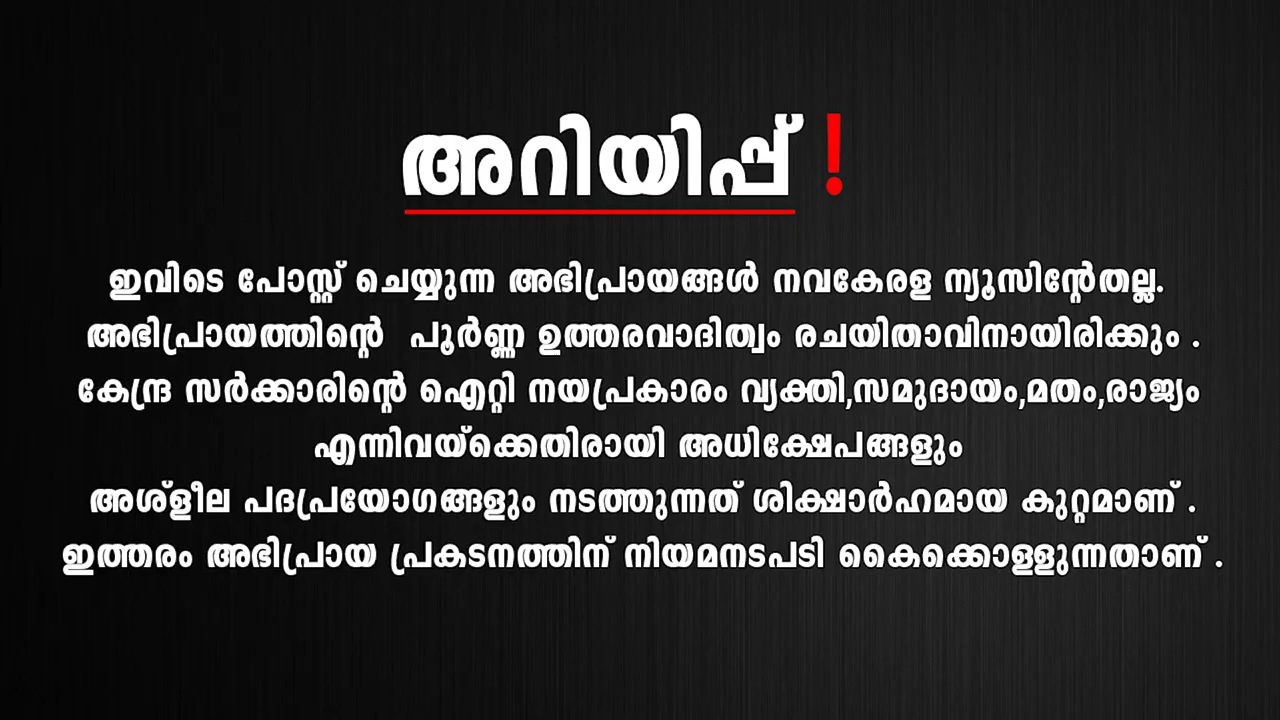 അറിയിപ്പ് !
ഇവിടെ പോസ്റ്റ് ചെയ്യുന്ന അഭിപ്രായങ്ങൾ നവകേരള ന്യൂസിന്റേതല്ല.
അഭിപ്രായത്തിന്റെ പൂർണ്ണ ഉത്തരവാദിത്വം രചയിതാവിനായിരിക്കും .
കേന്ദ്ര സർക്കാരിന്റെ ഐറ്റി നയപ്രകാരം വ്യക്തി,സമുദായം,മതം,രാജ്യം
എന്നിവയ്ക്കെതിരായി അധിക്ഷേപങ്ങളും
അശ്ളീല പദപ്രയോഗങ്ങളും നടത്തുന്നത് ശിക്ഷാർഹമായ കുറ്റമാണ് .
ഇത്തരം അഭിപ്രായ പ്രകടനത്തിന് നിയമനടപടി കൈക്കൊള്ളുന്നതാണ് .